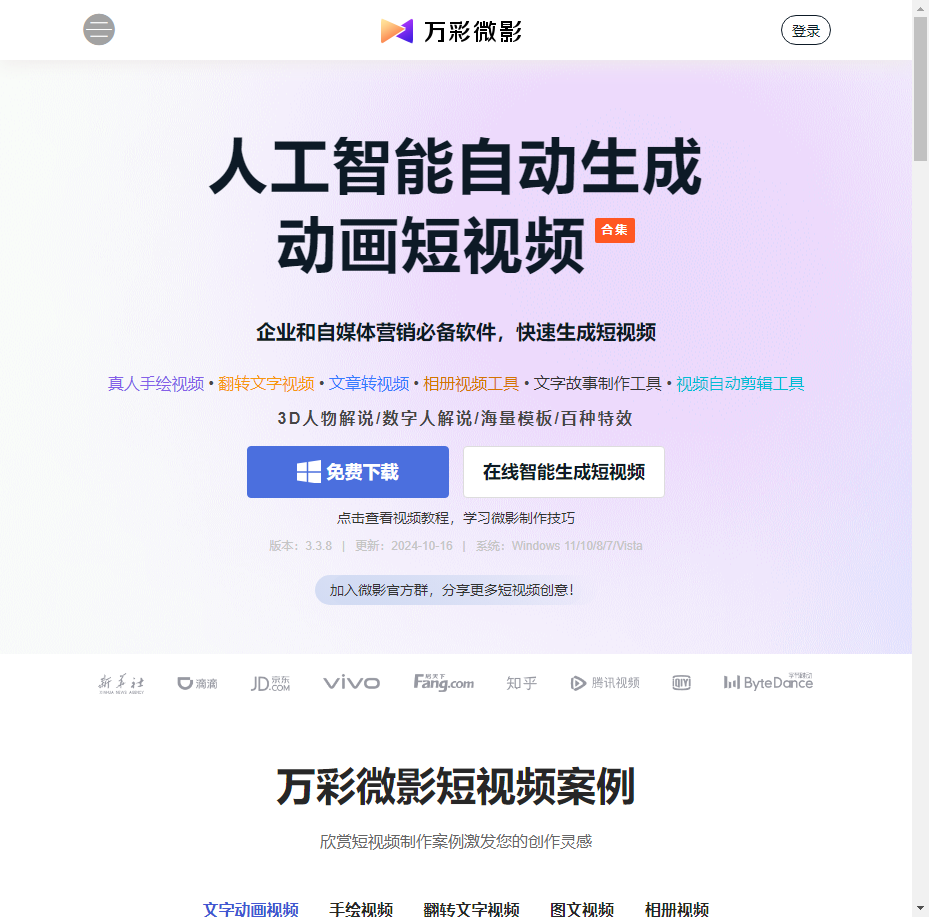 万彩微影
登录
人工智能自动生成
动画短视频 合集
企业和自媒体营销必备软件，快速生成短视频
真人手绘视频 • 翻转文字视频 • 文章转视频 • 相册视频工具 • 文字故事制作工具 • 视频自动剪辑工具
3D人物解说/数字人解说/海量模板/百种特效
免费下载 在线智能生成短视频
点击查看视频教程，学习微影制作技巧
版本：3.3.8 | 更新：2024-10-16 | 系统：Windows 11/10/8/7/Vista
加入微影官方群，分享更多短视频创意！
新华社 滴滴 JD.京东 .COM vivo 房天下 Fang.com 知乎 腾讯视频 QIY 字节跳动 ByteDance
万彩微影短视频案例
欣赏短视频制作案例激发您的创作灵感
文字动画视频 手绘视频 翻转文字视频 图文视频 相册视频